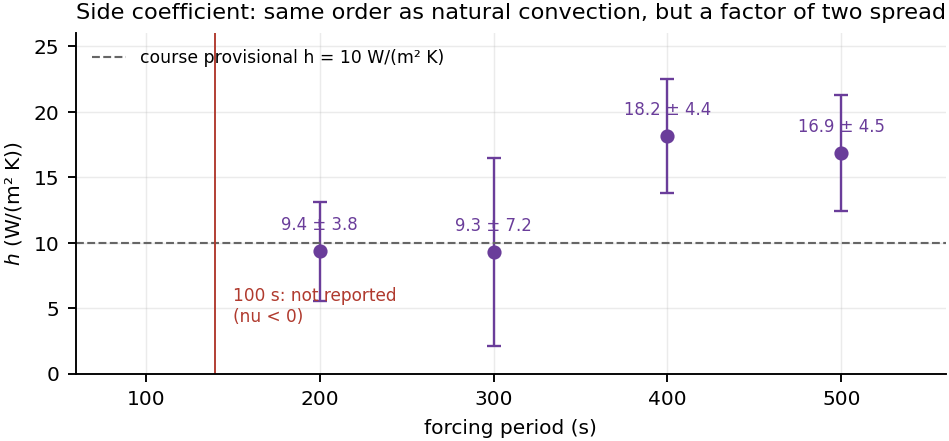 Side coefficient: same order as natural convection, but a factor of two spread
course provisional h = 10 W/(m² K)
25
20
15
10
5
0
h (W/(m² K))
18.2 ± 4.4
16.9 ± 4.5
9.4 ± 3.8
9.3 ± 7.2
100 s: not reported
(nu < 0)
100
200
300
400
500
forcing period (s)